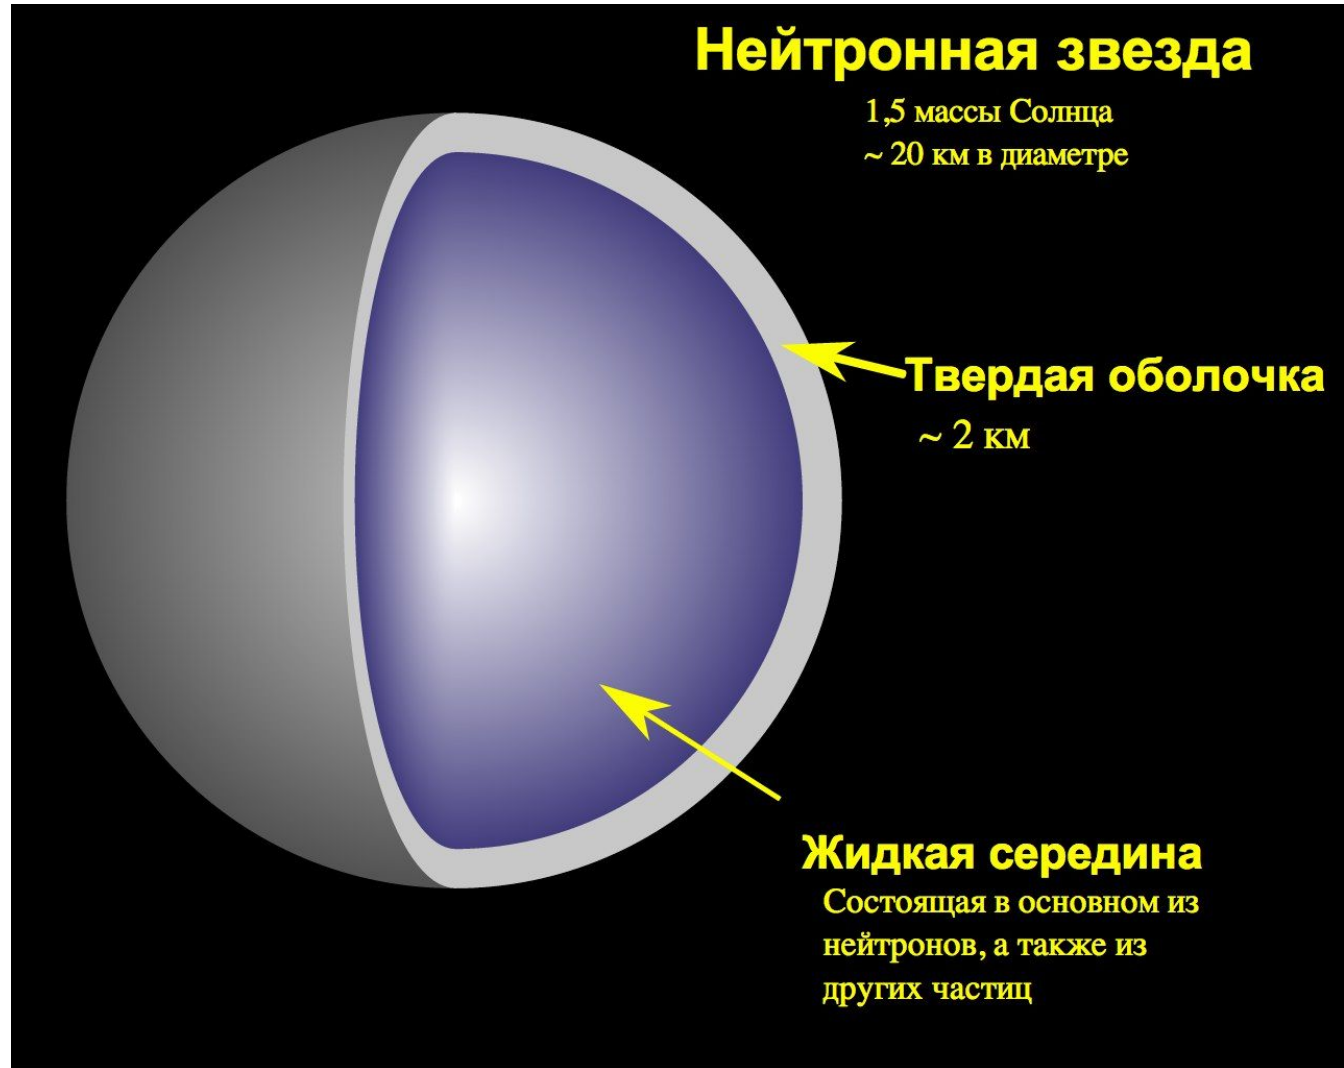 Нейтронная звезда
1,5 массы Солнца
~ 20 км в диаметре
Твердая оболочка
~ 2 км
Жидкая середина
Состоящая в основном из
нейтронов, а также из
других частиц